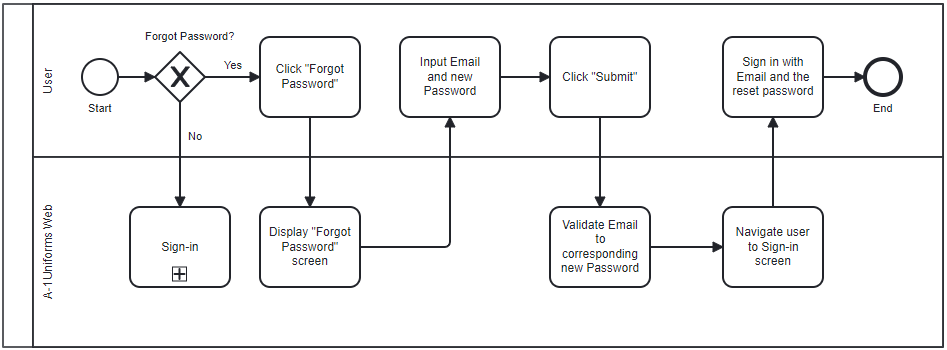 Forgot Password?
User
Start
Yes
No
Click "Forgot
Password"
Input Email
and new
Password
Click "Submit"
Sign in with
Email and the
reset password
End
A-1Uniforms Web
Sign-in
Display "Forgot
Password"
screen
Validate Email
to
corresponding
new Password
Navigate user
to Sign-in
screen